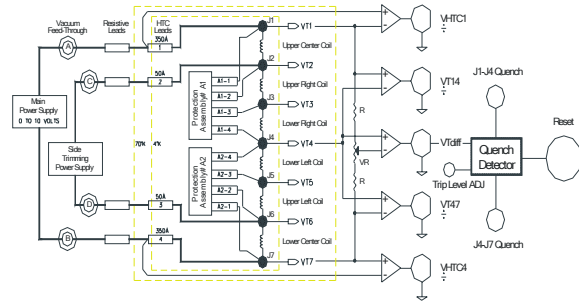 Vacuum
Feed-Through
Resistive Leads
HTC
Leads
350A
1
50A
2
50A
3
350A
4
A
C
D
B
Main
Power Supply
0 TO 10 VOLTS
Side
Trimming
Power Supply
70°K
4°K
Protection
Assembly# A1
A1-1
A1-2
A1-3
A1-4
Protection
Assembly# A2
A2-4
A2-3
A2-2
A2-1
J1
J2
J3
J4
J5
J6
J7
VT1
Upper Center Coil
VT2
Upper Right Coil
VT3
Lower Right Coil
VT4
Lower Left Coil
VT5
Upper Left Coil
VT6
Lower Center Coil
VT7
R
VR
R
+
-
+
-
+
-
+
-
+
-
VHTC1
VT14
VTdiff
VT47
VHTC4
J1-J4 Quench
Quench
Detector
Trip Level ADJ
J4-J7 Quench
Reset